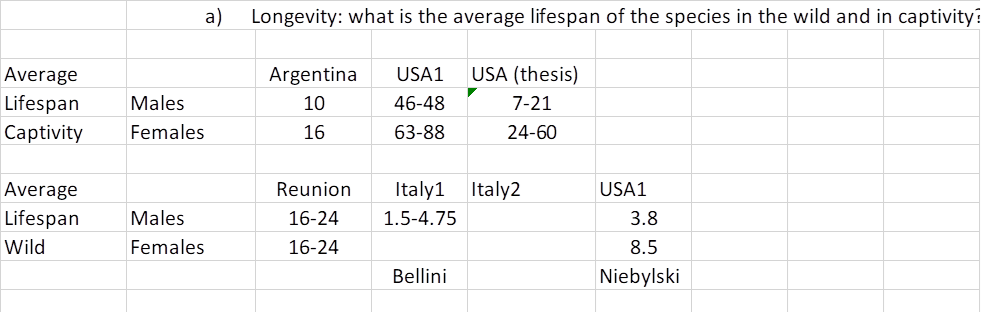 a) Longevity: what is the average lifespan of the species in the wild and in captivity?
Average Argentina USA1 USA (thesis)
Lifespan Males 10 46-48 7-21
Captivity Females 16 63-88 24-60
Average Reunion Italy1 Italy2 USA1
Lifespan Males 16-24 1.5-4.75 3.8
Wild Females 16-24 8.5
Bellini Niebylski